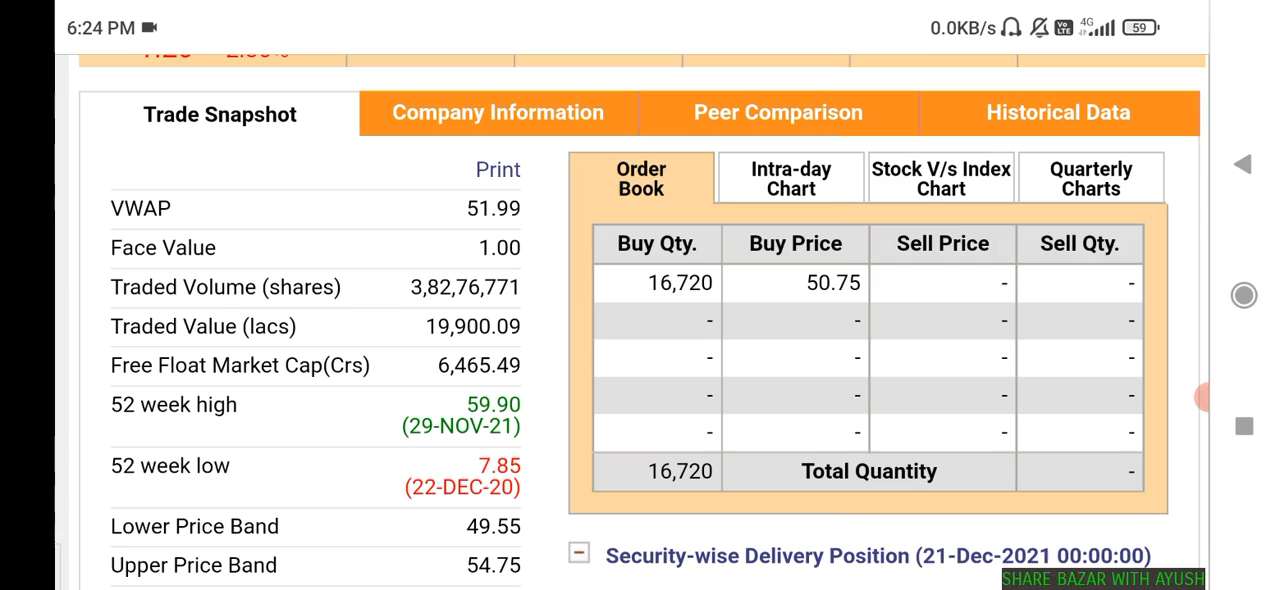 6:24 PM
0.0KB/s Vo LTE 4G 59
Trade Snapshot
Company Information
Peer Comparison
Historical Data
Print
VWAP 51.99
Face Value 1.00
Traded Volume (shares) 3,82,76,771
Traded Value (lacs) 19,900.09
Free Float Market Cap(Crs) 6,465.49
52 week high 59.90
(29-NOV-21)
52 week low 7.85
(22-DEC-20)
Lower Price Band 49.55
Upper Price Band 54.75
Order
Book
Intra-day
Chart
Stock V/s Index
Chart
Quarterly
Charts
Buy Qty. Buy Price Sell Price Sell Qty.
16,720 50.75 - -
- - - -
- - - -
- - - -
- - - -
16,720 Total Quantity -
Security-wise Delivery Position (21-Dec-2021 00:00:00)
SHARE BAZAR WITH AYUSH